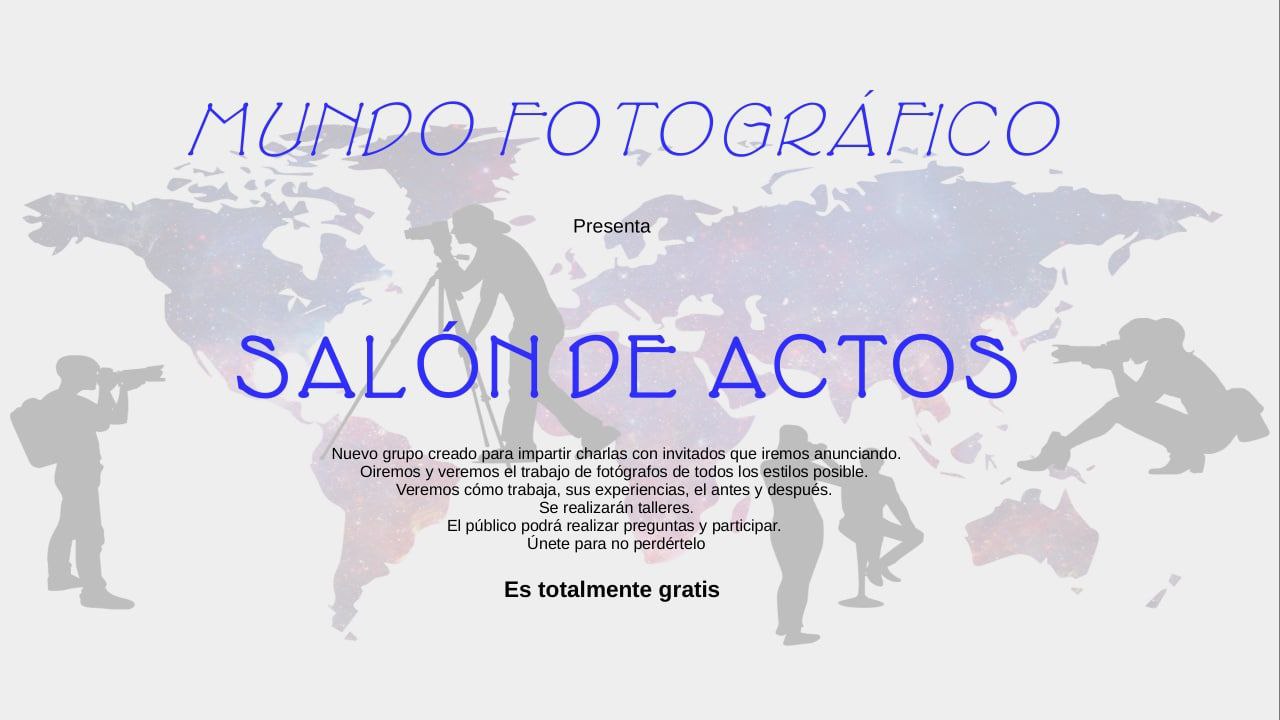 MUNDO FOTOGRÁFICO
Presenta
SALÓN DE ACTOS
Nuevo grupo creado para impartir charlas con invitados que iremos anunciando.
Oiremos y veremos el trabajo de fotógrafos de todos los estilos posible.
Veremos cómo trabaja, sus experiencias, el antes y después.
Se realizarán talleres.
El público podrá realizar preguntas y participar.
Únete para no perdértelo
Es totalmente gratis